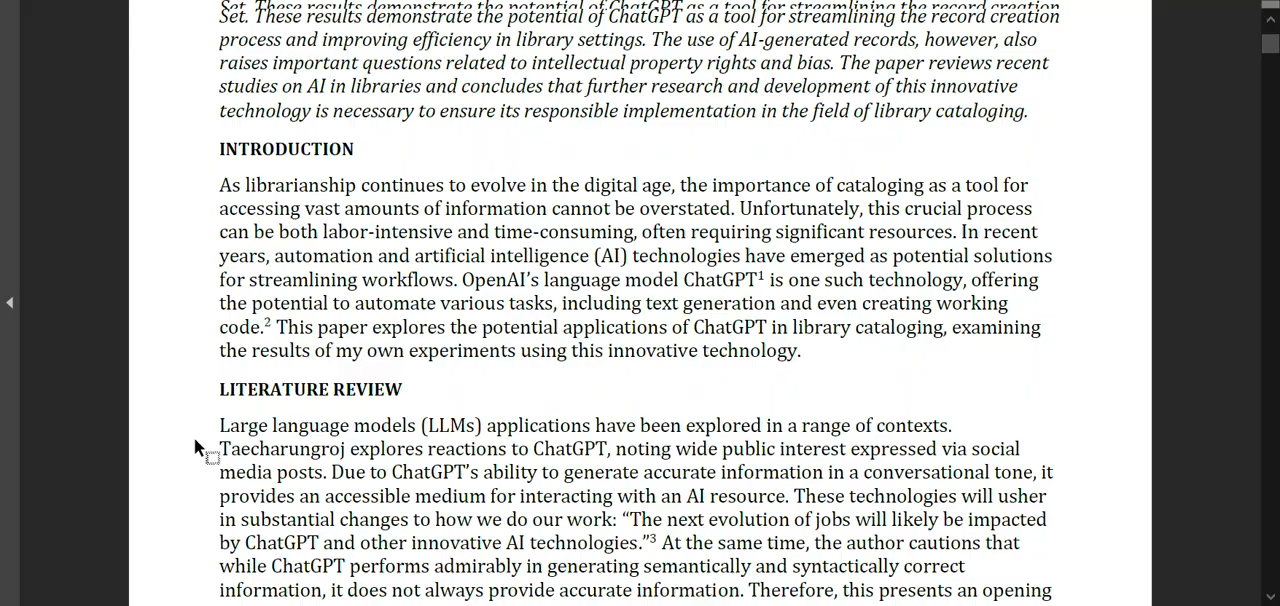 Set. These results demonstrate the potential of ChatGPT as a tool for streamlining the record creation
process and improving efficiency in library settings. The use of AI-generated records, however, also
raises important questions related to intellectual property rights and bias. The paper reviews recent
studies on AI in libraries and concludes that further research and development of this innovative
technology is necessary to ensure its responsible implementation in the field of library cataloging.
INTRODUCTION
As librarianship continues to evolve in the digital age, the importance of cataloging as a tool for
accessing vast amounts of information cannot be overstated. Unfortunately, this crucial process
can be both labor-intensive and time-consuming, often requiring significant resources. In recent
years, automation and artificial intelligence (AI) technologies have emerged as potential solutions
for streamlining workflows. OpenAI’s language model ChatGPT¹ is one such technology, offering
the potential to automate various tasks, including text generation and even creating working
code.² This paper explores the potential applications of ChatGPT in library cataloging, examining
the results of my own experiments using this innovative technology.
LITERATURE REVIEW
Large language models (LLMs) applications have been explored in a range of contexts.
Taecharungroj explores reactions to ChatGPT, noting wide public interest expressed via social
media posts. Due to ChatGPT’s ability to generate accurate information in a conversational tone, it
provides an accessible medium for interacting with an AI resource. These technologies will usher
in substantial changes to how we do our work: “The next evolution of jobs will likely be impacted
by ChatGPT and other innovative AI technologies.”³ At the same time, the author cautions that
while ChatGPT performs admirably in generating semantically and syntactically correct
information, it does not always provide accurate information. Therefore, this presents an opening